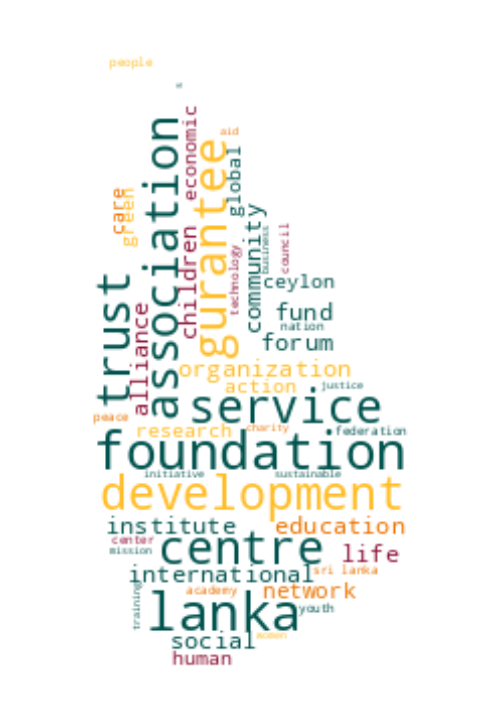 people
economic
aid
association
gurantee
global
care
green
community
children
business
council
technology
trust
ceylon
alliance
fund
nation
forum
organization
action
justice
service
peace
research
charity
federation
foundation
initiative
sustainable
development
institute
education
center
mission
centre
life
international
sri lanka
training
academy
network
lanka
youth
social
women
human